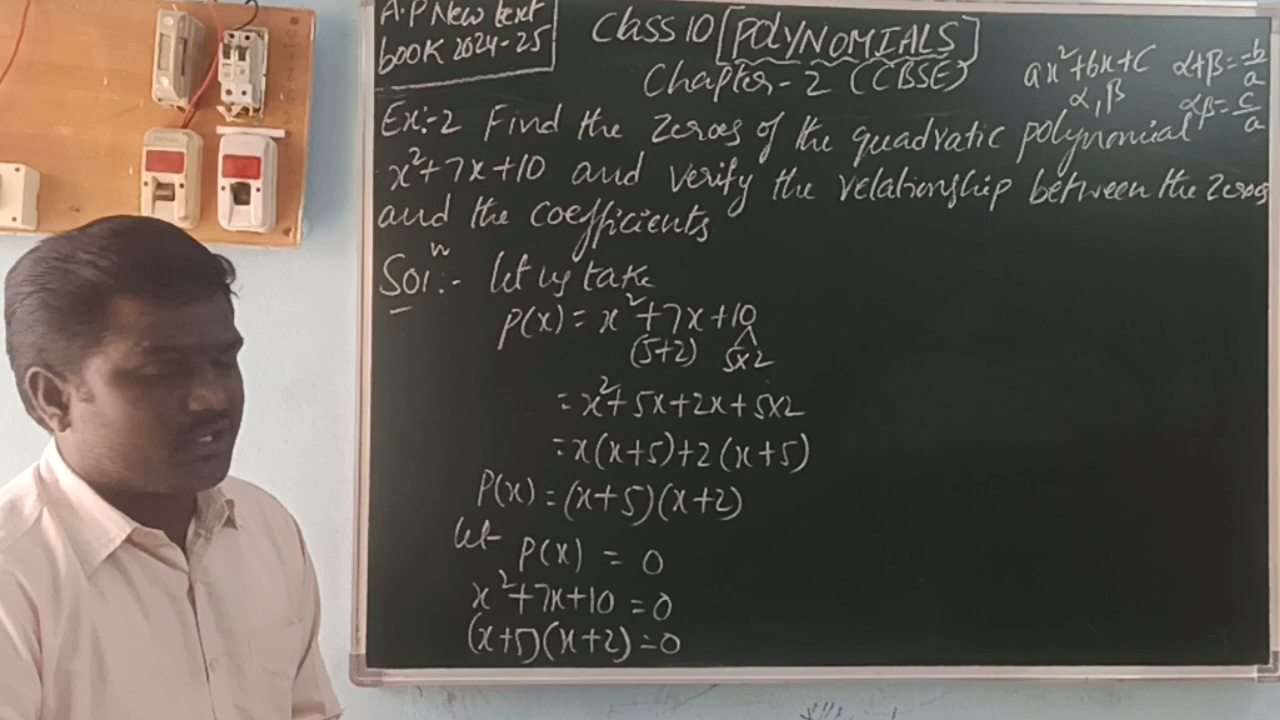 A.P New text
book 2024-25
Class 10 [POLYNOMIALS]
Chapter - 2 (CBSE)
ax²+bx+c α+β=-b/a
α,β αβ=c/a
Ex:-2 Find the zeroes of the quadratic polynomial
x²+7x+10 and verify the relationship between the zeroes
and the coefficients
Solⁿ:- let us take
p(x) = x²+7x+10
(5+2) 5x2
= x²+5x+2x+5x2
= x(x+5)+2(x+5)
P(x) = (x+5)(x+2)
let P(x) = 0
x²+7x+10 = 0
(x+5)(x+2)=0